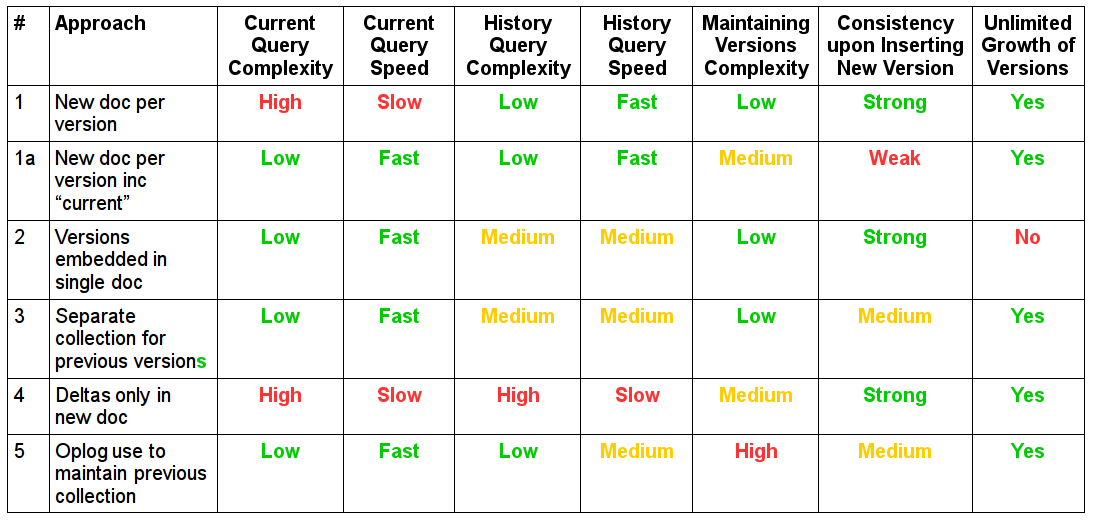 # Approach Current Query Complexity Current Query Speed History Query Complexity History Query Speed Maintaining Versions Complexity Consistency upon Inserting New Version Unlimited Growth of Versions
1 New doc per version High Slow Low Fast Low Strong Yes
1a New doc per version inc “current” Low Fast Low Fast Medium Weak Yes
2 Versions embedded in single doc Low Fast Medium Medium Low Strong No
3 Separate collection for previous versions Low Fast Medium Medium Low Medium Yes
4 Deltas only in new doc High Slow High Slow Medium Strong Yes
5 Oplog use to maintain previous collection Low Fast Low Medium High Medium Yes